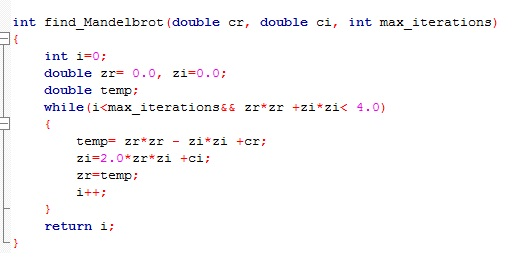 int find_Mandelbrot(double cr, double ci, int max_iterations)
{
int i=0;
double zr= 0.0, zi=0.0;
double temp;
while(i<max_iterations&& zr*zr +zi*zi< 4.0)
{
temp= zr*zr - zi*zi +cr;
zi=2.0*zr*zi +ci;
zr=temp;
i++;
}
return i;
}